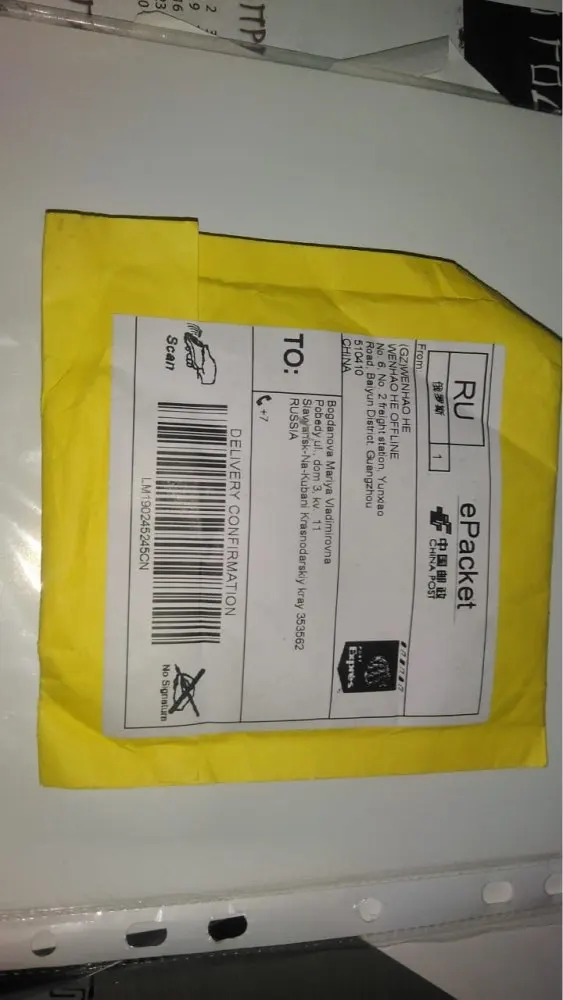 RU
俄罗斯
1
ePacket
中国邮政
CHINA POST
From
(GZ)WENHAO HE
WENHAO HE OFFLINE
No. 6, No. 2 freight station, Yunxiao
Road, Baiyun District, Guangzhou
510410
CHINA
POST
Exprés
TO:
Bogdanova Mariya Vladimirovna
Pobedy ul., dom 3, kv. 11
Slavyansk-Na-Kubani Krasnodarskiy kray 353562
RUSSIA
+7
Scan
DELIVERY CONFIRMATION
LM190245245CN
No Signature